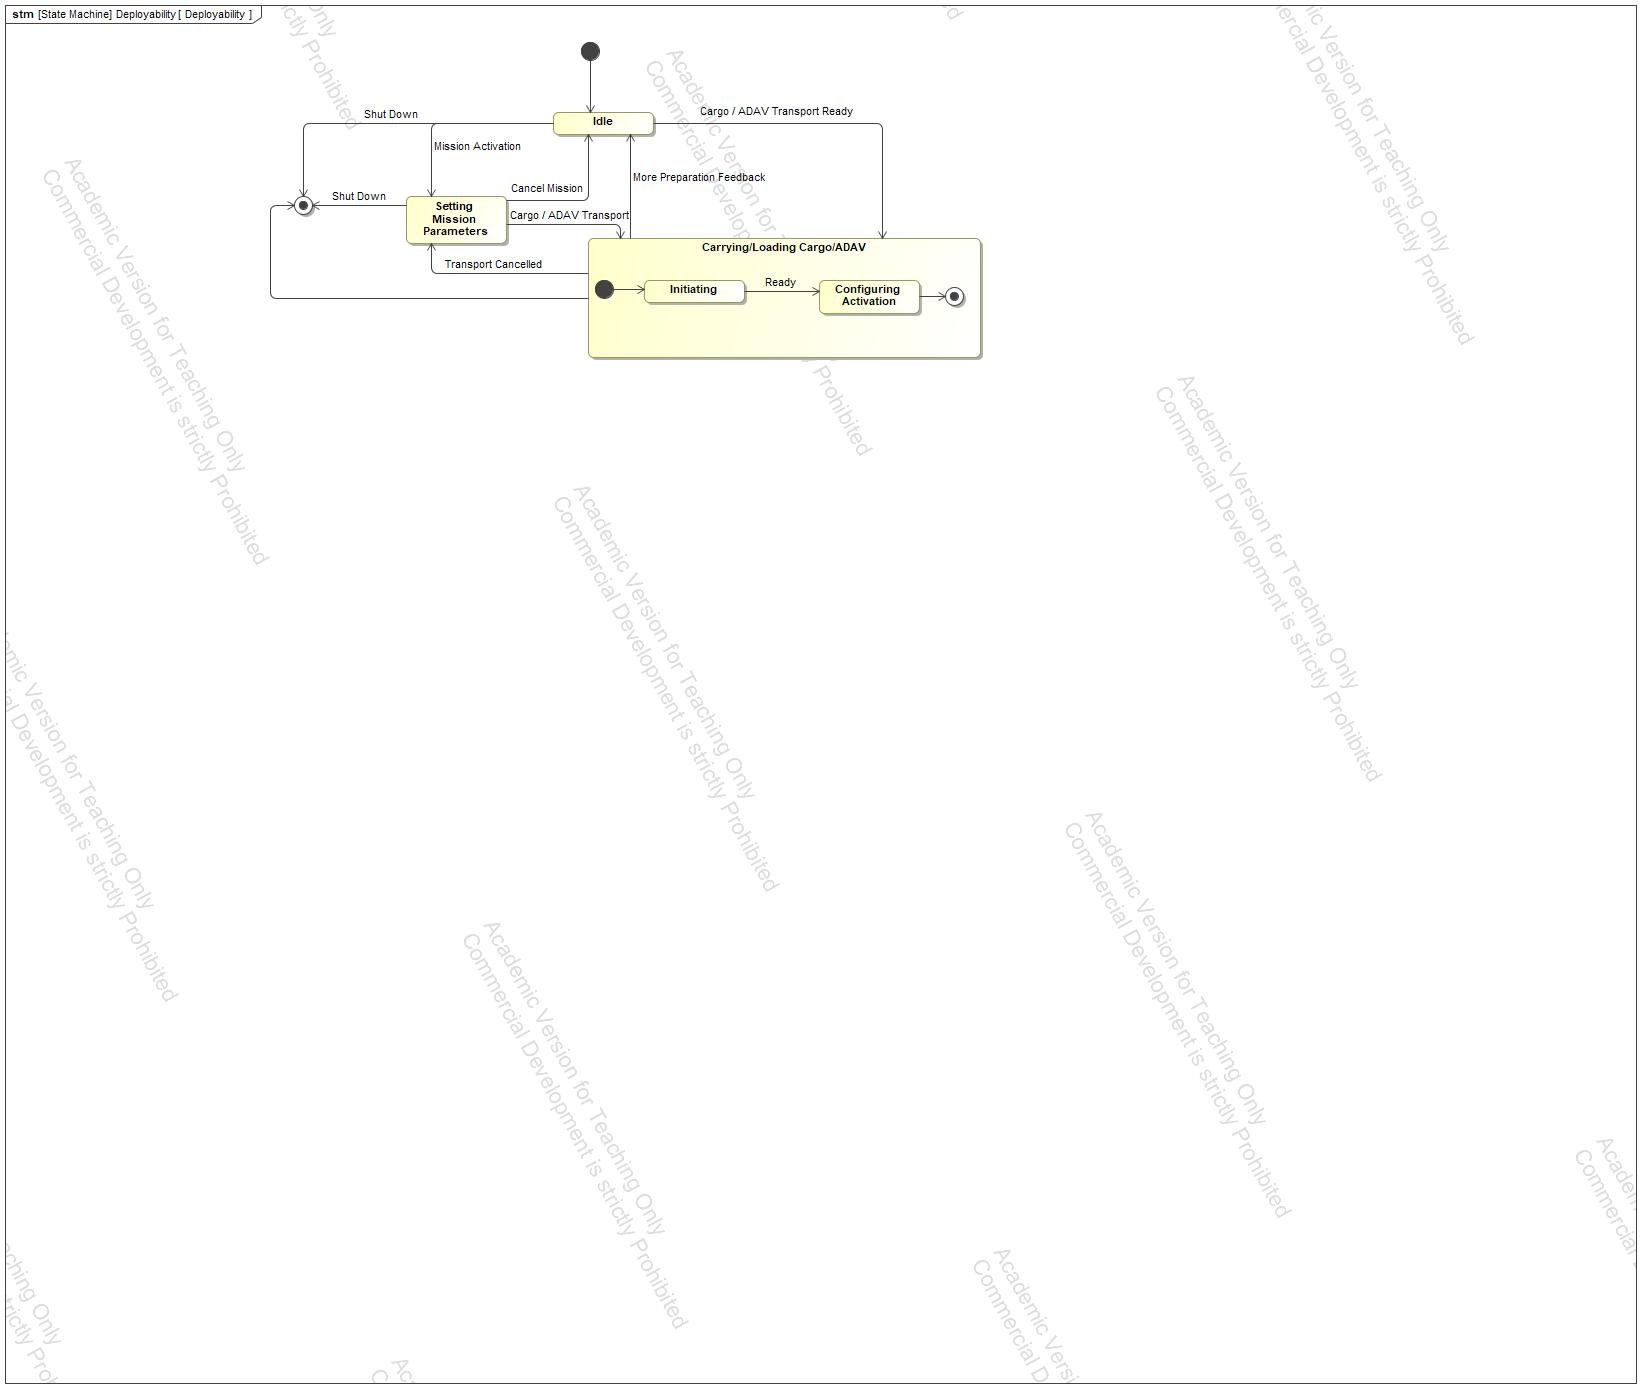 stm [State Machine] Deployability [ Deployability ]
Shut Down
Idle
Cargo / ADAV Transport Ready
Mission Activation
More Preparation Feedback
Cancel Mission
Shut Down
Setting
Mission
Parameters
Cargo / ADAV Transport
Carrying/Loading Cargo/ADAV
Transport Cancelled
Initiating
Ready
Configuring
Activation
Academic Version for Teaching Only
Commercial Development is strictly Prohibited
Academic Version for Teaching Only
Commercial Development is strictly Prohibited
Academic Version for Teaching Only
Commercial Development is strictly Prohibited
Academic Version for Teaching Only
Commercial Development is strictly Prohibited
Academic Version for Teaching Only
Commercial Development is strictly Prohibited